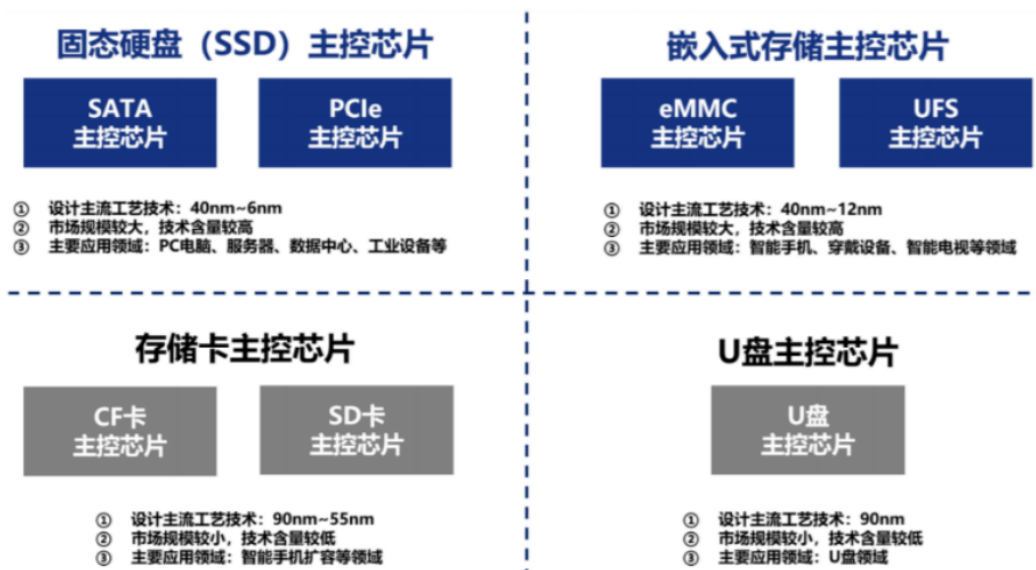 固态硬盘（SSD）主控芯片
SATA
主控芯片
PCIe
主控芯片
① 设计主流工艺技术：40nm~6nm
② 市场规模较大，技术含量较高
③ 主要应用领域：PC电脑、服务器、数据中心、工业设备等
嵌入式存储主控芯片
eMMC
主控芯片
UFS
主控芯片
① 设计主流工艺技术：40nm~12nm
② 市场规模较大，技术含量较高
③ 主要应用领域：智能手机、穿戴设备、智能电视等领域
存储卡主控芯片
CF卡
主控芯片
SD卡
主控芯片
① 设计主流工艺技术：90nm~55nm
② 市场规模较小，技术含量较低
③ 主要应用领域：智能手机扩容等领域
U盘主控芯片
U盘
主控芯片
① 设计主流工艺技术：90nm
② 市场规模较小，技术含量较低
③ 主要应用领域：U盘领域